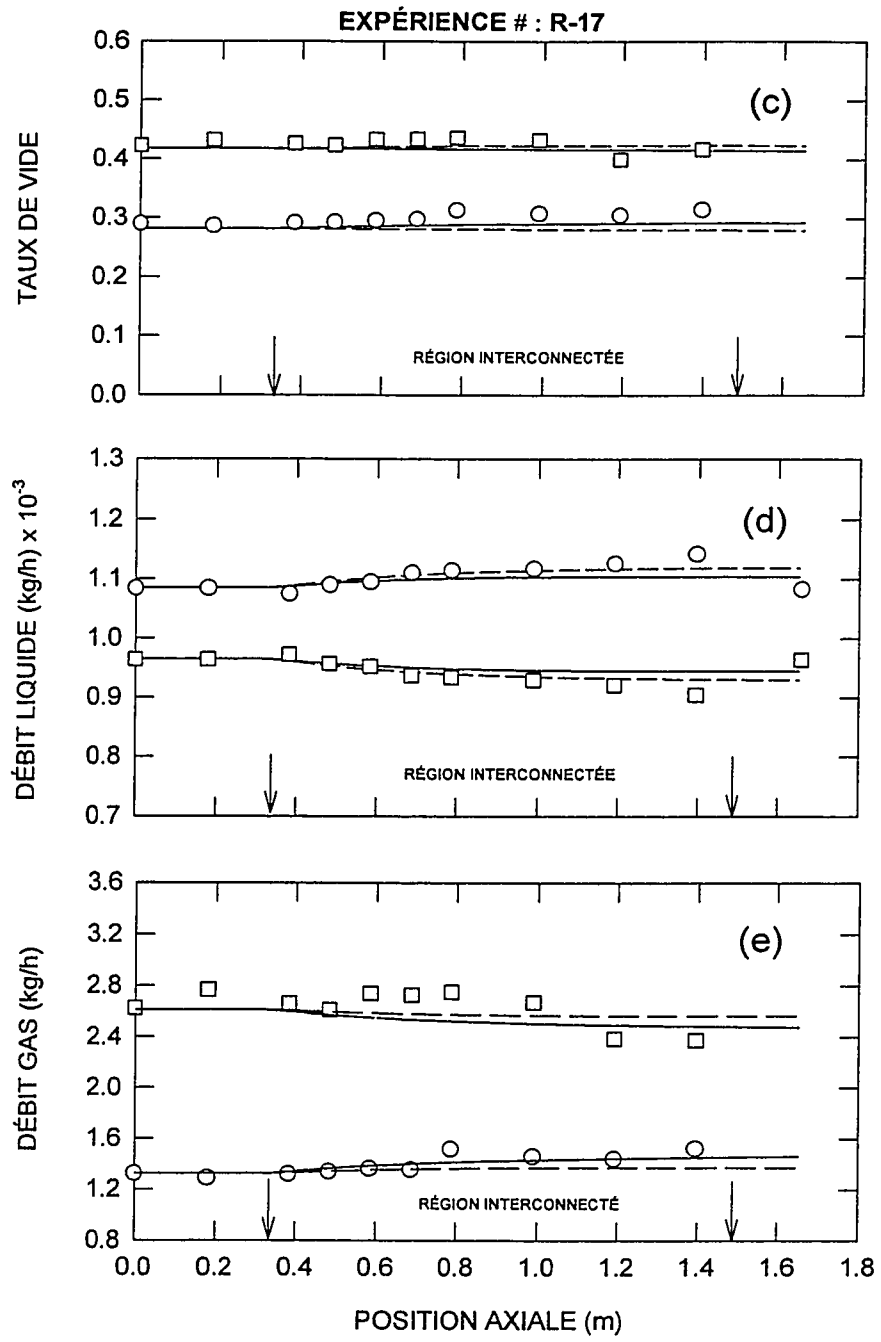 EXPÉRIENCE # : R-17
0.6
0.5
0.4
0.3
0.2
0.1
0.0
TAUX DE VIDE
(c)
RÉGION INTERCONNECTÉE
1.3
1.2
1.1
1.0
0.9
0.8
0.7
DÉBIT LIQUIDE (kg/h) x 10-3
(d)
RÉGION INTERCONNECTÉE
3.6
3.2
2.8
2.4
2.0
1.6
1.2
0.8
DÉBIT GAS (kg/h)
(e)
RÉGION INTERCONNECTÉ
0.0 0.2 0.4 0.6 0.8 1.0 1.2 1.4 1.6 1.8
POSITION AXIALE (m)